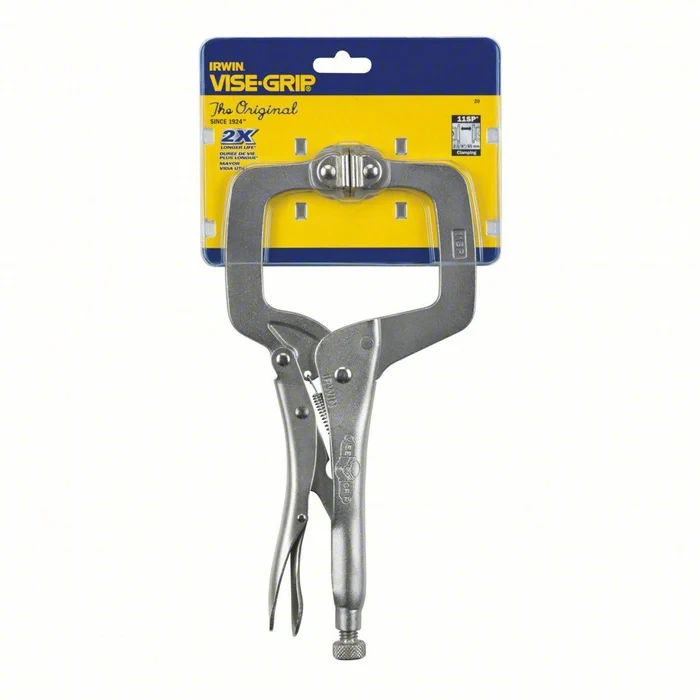 IRWIN
VISE-GRIP®
The Original
SINCE 1924™
2X
LONGER LIFE*
DURÉE DE VIE
PLUS LONGUE*
MAYOR
VIDA ÚTIL*
20
11SP
Clamping
IRWIN
VISE
GRIP